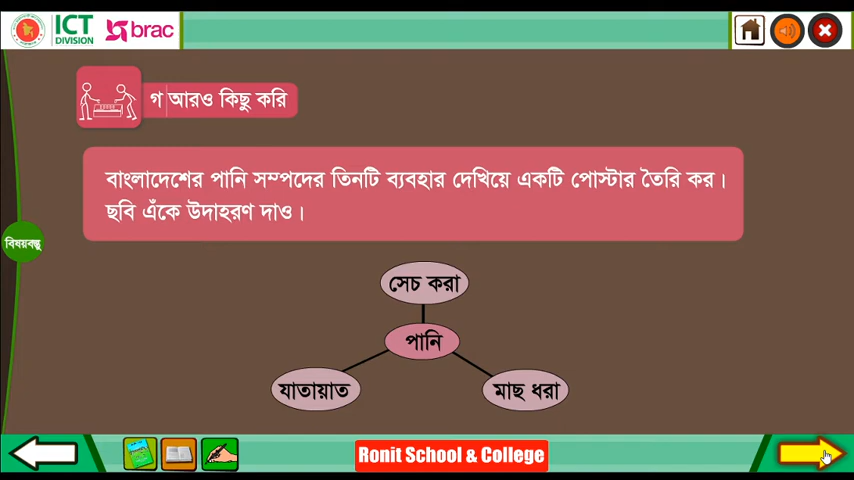 ICT
DIVISION
brac
গ আরও কিছু করি
বাংলাদেশের পানি সম্পদের তিনটি ব্যবহার দেখিয়ে একটি পোস্টার তৈরি কর।
ছবি এঁকে উদাহরণ দাও।
বিষয়বস্তু
সেচ করা
পানি
যাতায়াত
মাছ ধরা
Ronit School & College